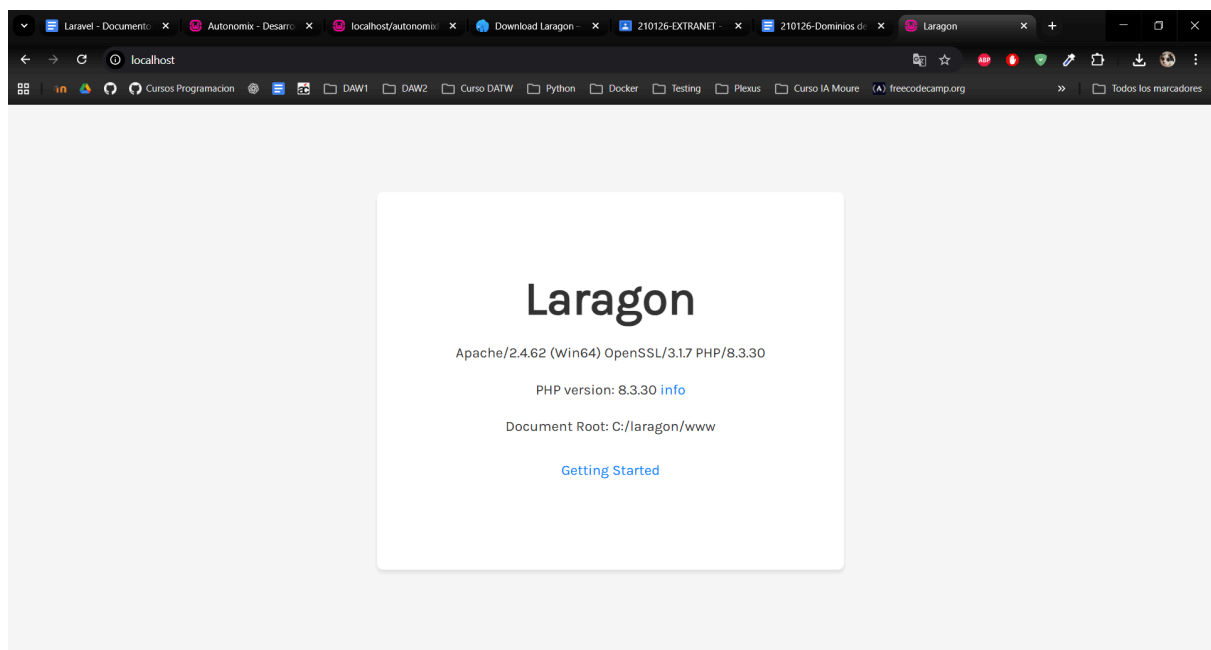 Laravel - Documento
Autonomix - Desarro
localhost/autonomix
Download Laragon –
210126-EXTRANET -
210126-Dominios de
Laragon
localhost
ABP
in
Cursos Programacion
DAW1
DAW2
Curso DATW
Python
Docker
Testing
Plexus
Curso IA Moure
(A)
freecodecamp.org
»
Todos los marcadores
Laragon
Apache/2.4.62 (Win64) OpenSSL/3.1.7 PHP/8.3.30
PHP version: 8.3.30 info
Document Root: C:/laragon/www
Getting Started